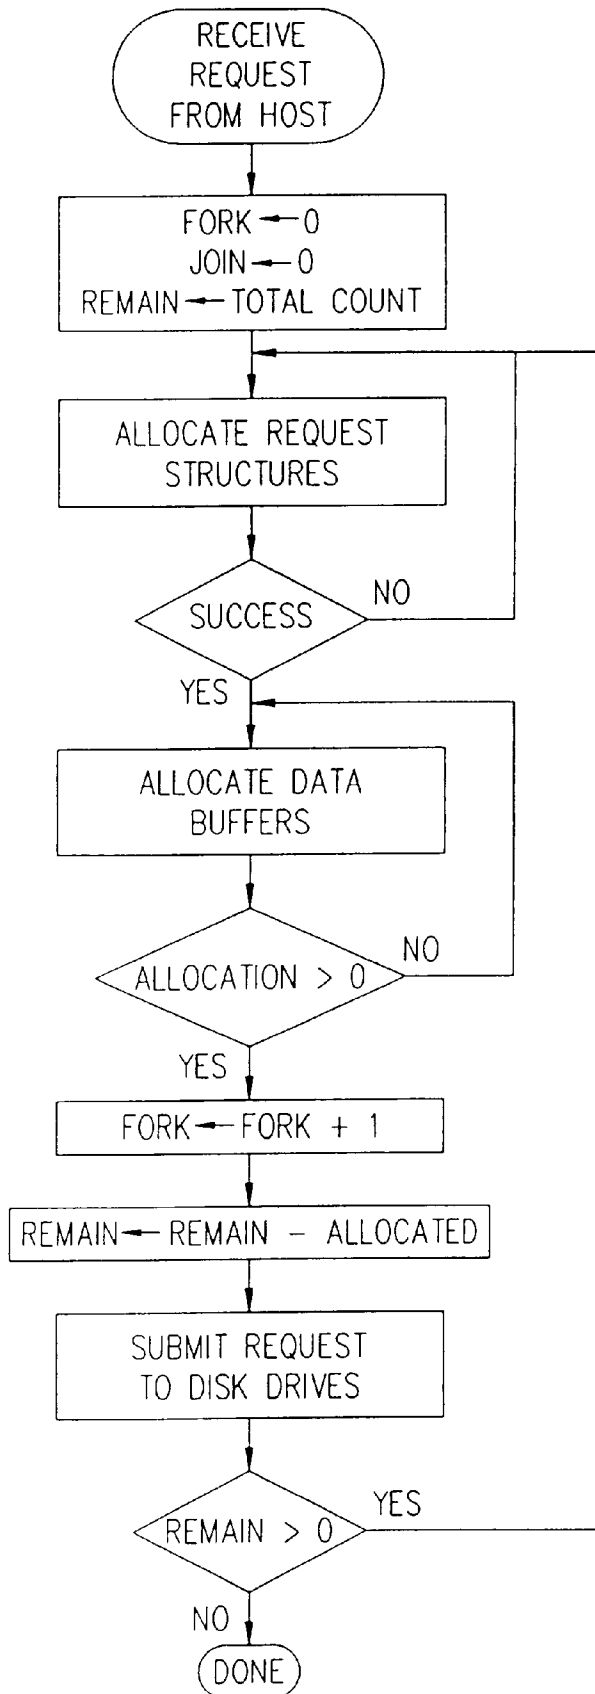 RECEIVE
REQUEST
FROM HOST
FORK ← 0
JOIN ← 0
REMAIN ← TOTAL COUNT
ALLOCATE REQUEST
STRUCTURES
SUCCESS
NO
YES
ALLOCATE DATA
BUFFERS
ALLOCATION > 0
NO
YES
FORK ← FORK + 1
REMAIN ← REMAIN – ALLOCATED
SUBMIT REQUEST
TO DISK DRIVES
REMAIN > 0
YES
NO
DONE